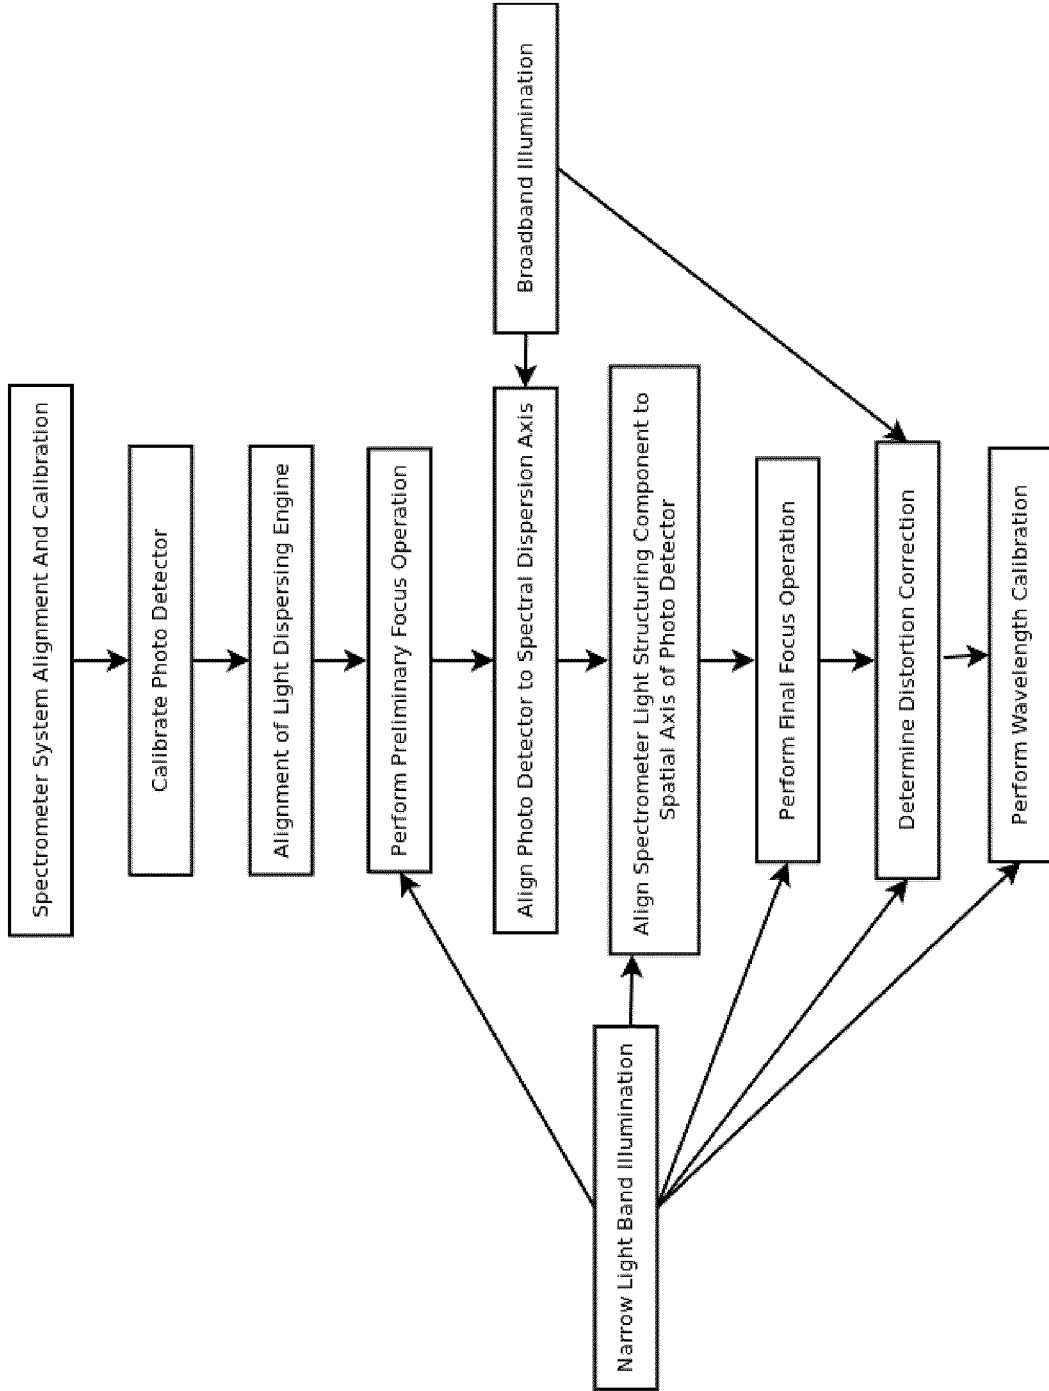 Spectrometer System Alignment And Calibration
Calibrate Photo Detector
Alignment of Light Dispersing Engine
Perform Preliminary Focus Operation
Broadband Illumination
Align Photo Detector to Spectral Dispersion Axis
Narrow Light Band Illumination
Align Spectrometer Light Structuring Component to
Spatial Axis of Photo Detector
Perform Final Focus Operation
Determine Distortion Correction
Perform Wavelength Calibration